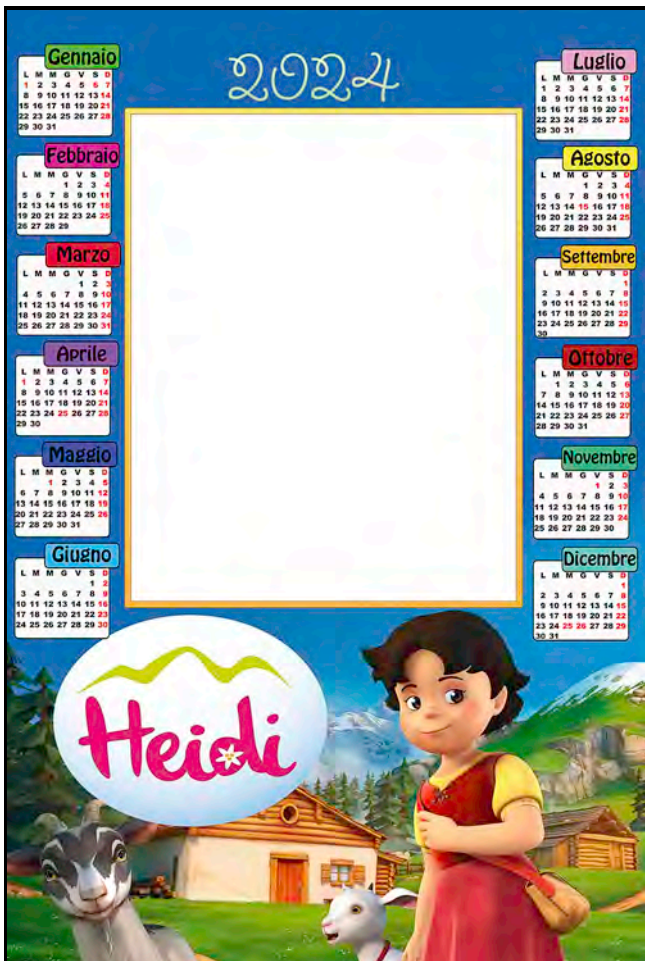 2024
Gennaio
L M M G V S D
1 2 3 4 5 6 7
8 9 10 11 12 13 14
15 16 17 18 19 20 21
22 23 24 25 26 27 28
29 30 31
Febbraio
L M M G V S D
1 2 3 4
5 6 7 8 9 10 11
12 13 14 15 16 17 18
19 20 21 22 23 24 25
26 27 28 29
Marzo
L M M G V S D
1 2 3
4 5 6 7 8 9 10
11 12 13 14 15 16 17
18 19 20 21 22 23 24
25 26 27 28 29 30 31
Aprile
L M M G V S D
1 2 3 4 5 6 7
8 9 10 11 12 13 14
15 16 17 18 19 20 21
22 23 24 25 26 27 28
29 30
Maggio
L M M G V S D
1 2 3 4 5
6 7 8 9 10 11 12
13 14 15 16 17 18 19
20 21 22 23 24 25 26
27 28 29 30 31
Giugno
L M M G V S D
1 2
3 4 5 6 7 8 9
10 11 12 13 14 15 16
17 18 19 20 21 22 23
24 25 26 27 28 29 30
Luglio
L M M G V S D
1 2 3 4 5 6 7
8 9 10 11 12 13 14
15 16 17 18 19 20 21
22 23 24 25 26 27 28
29 30 31
Agosto
L M M G V S D
1 2 3 4
5 6 7 8 9 10 11
12 13 14 15 16 17 18
19 20 21 22 23 24 25
26 27 28 29 30 31
Settembre
L M M G V S D
1
2 3 4 5 6 7 8
9 10 11 12 13 14 15
16 17 18 19 20 21 22
23 24 25 26 27 28 29
30
Ottobre
L M M G V S D
1 2 3 4 5 6
7 8 9 10 11 12 13
14 15 16 17 18 19 20
21 22 23 24 25 26 27
28 29 30 31
Novembre
L M M G V S D
1 2 3
4 5 6 7 8 9 10
11 12 13 14 15 16 17
18 19 20 21 22 23 24
25 26 27 28 29 30
Dicembre
L M M G V S D
1
2 3 4 5 6 7 8
9 10 11 12 13 14 15
16 17 18 19 20 21 22
23 24 25 26 27 28 29
30 31
Heidi